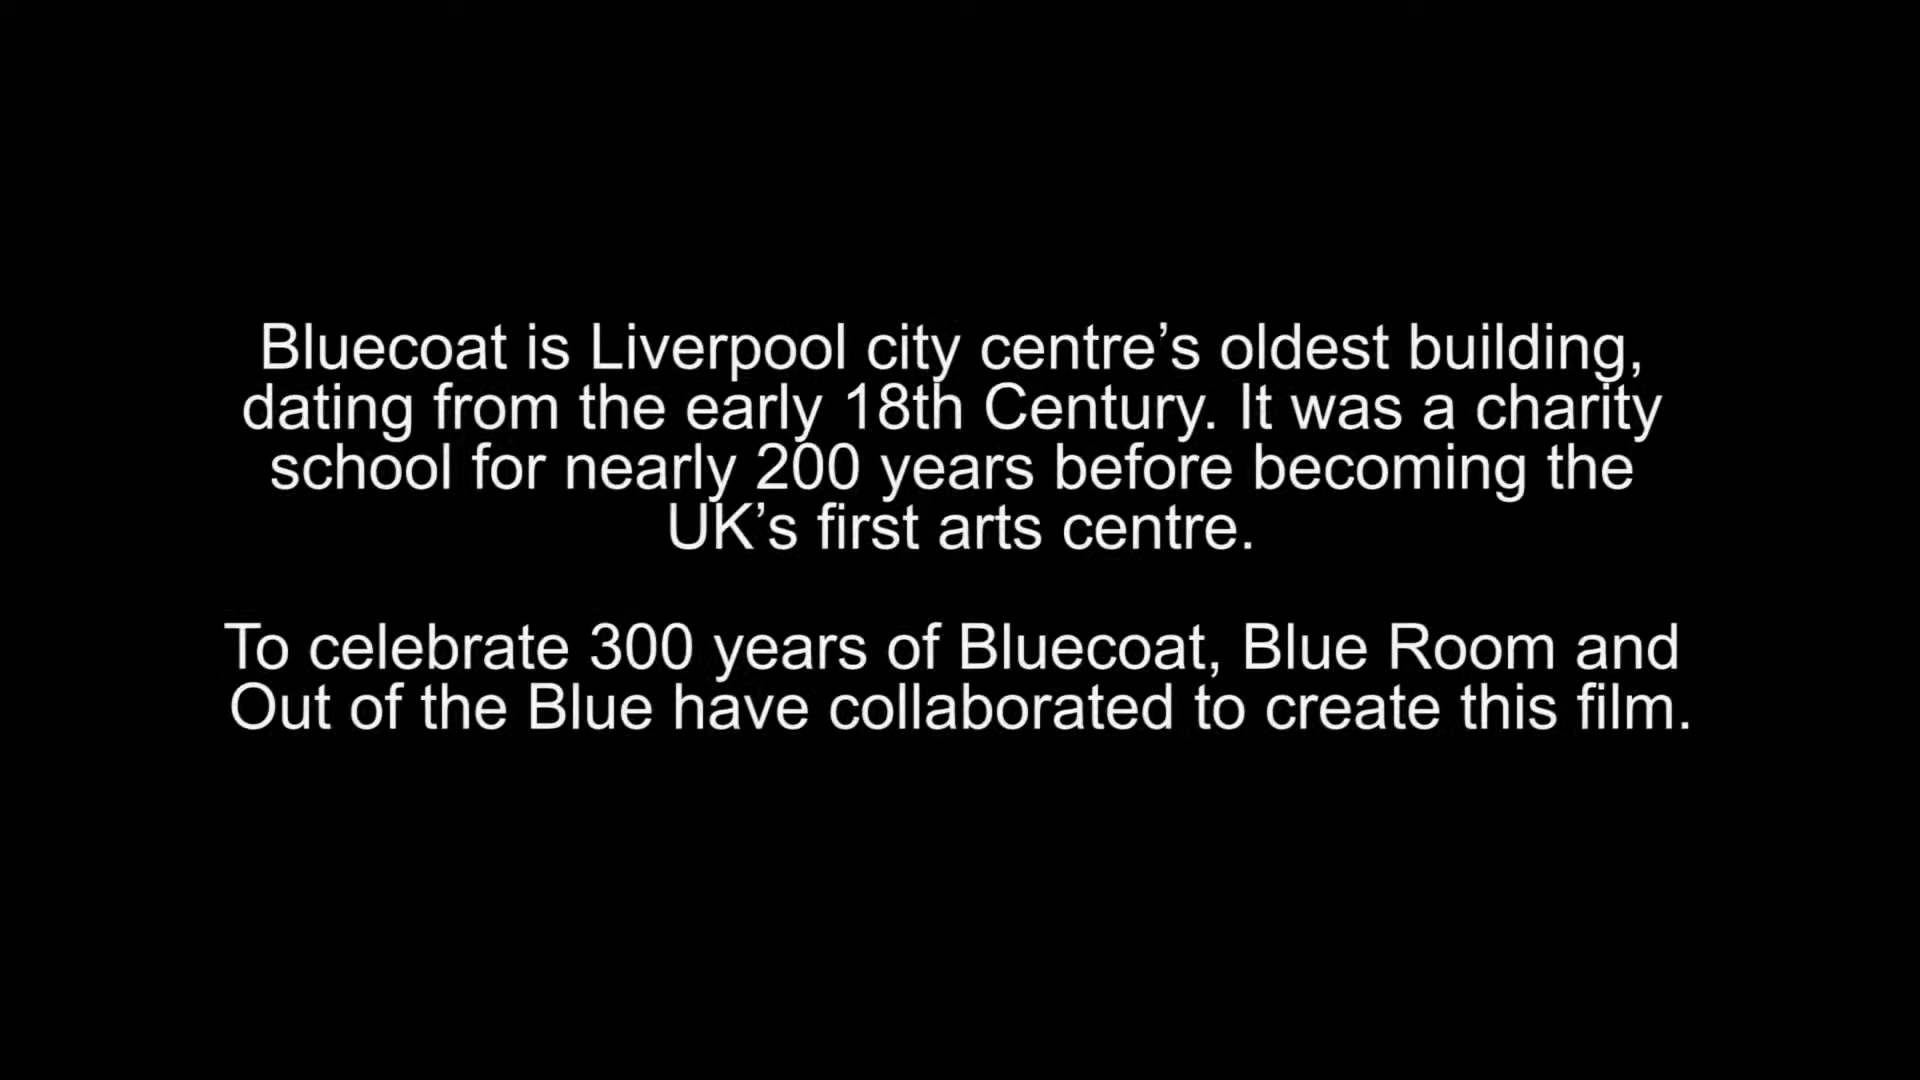 Bluecoat is Liverpool city centre’s oldest building,
dating from the early 18th Century. It was a charity
school for nearly 200 years before becoming the
UK’s first arts centre.
To celebrate 300 years of Bluecoat, Blue Room and
Out of the Blue have collaborated to create this film.